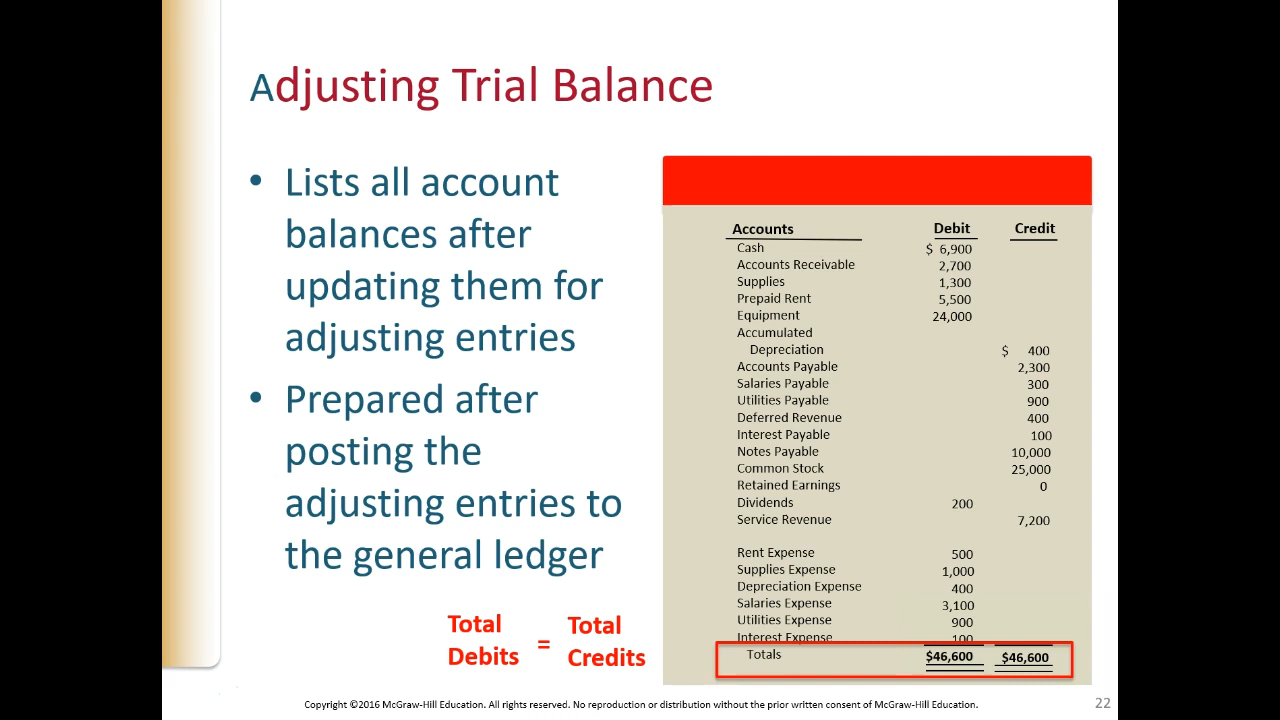 Adjusting Trial Balance
• Lists all account
balances after
updating them for
adjusting entries
• Prepared after
posting the
adjusting entries to
the general ledger
Total Debits = Total Credits
Accounts Debit Credit
Cash $ 6,900
Accounts Receivable 2,700
Supplies 1,300
Prepaid Rent 5,500
Equipment 24,000
Accumulated
Depreciation $ 400
Accounts Payable 2,300
Salaries Payable 300
Utilities Payable 900
Deferred Revenue 400
Interest Payable 100
Notes Payable 10,000
Common Stock 25,000
Retained Earnings 0
Dividends 200
Service Revenue 7,200
Rent Expense 500
Supplies Expense 1,000
Depreciation Expense 400
Salaries Expense 3,100
Utilities Expense 900
Interest Expense 100
Totals $46,600 $46,600
Copyright ©2016 McGraw-Hill Education. All rights reserved. No reproduction or distribution without the prior written consent of McGraw-Hill Education.
22